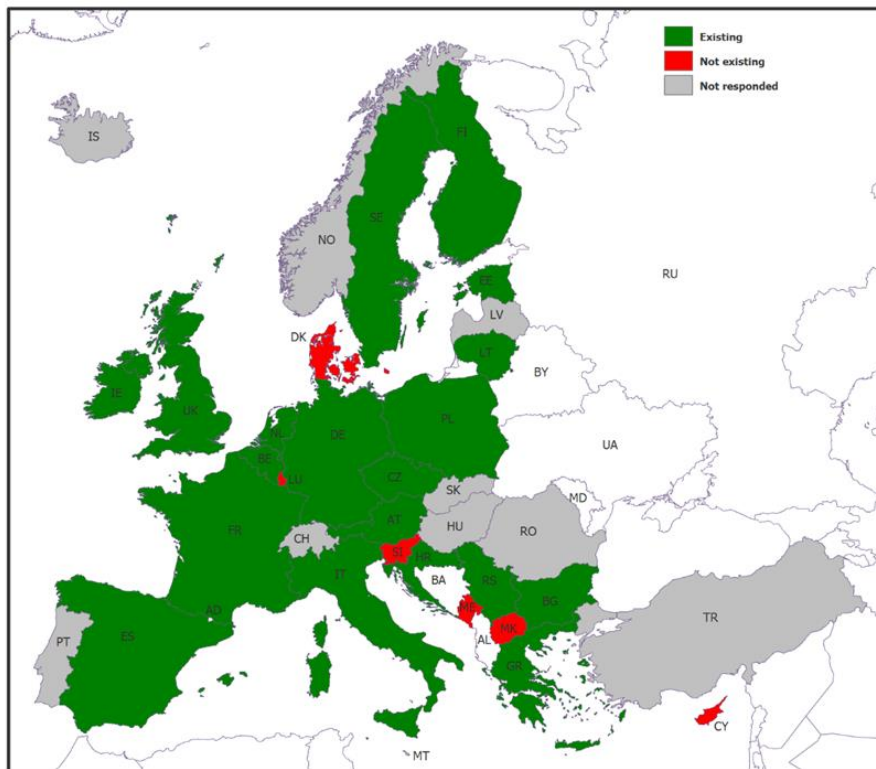 Existing
Not existing
Not responded
IS
FI
SE
NO
RU
EE
LV
DK
LT
BY
IE
UK
NL
DE
PL
BE
UA
LU
CZ
SK
MD
FR
AT
HU
RO
CH
SI
HR
IT
BA
RS
BG
AD
ME
MK
TR
PT
ES
AL
GR
CY
MT